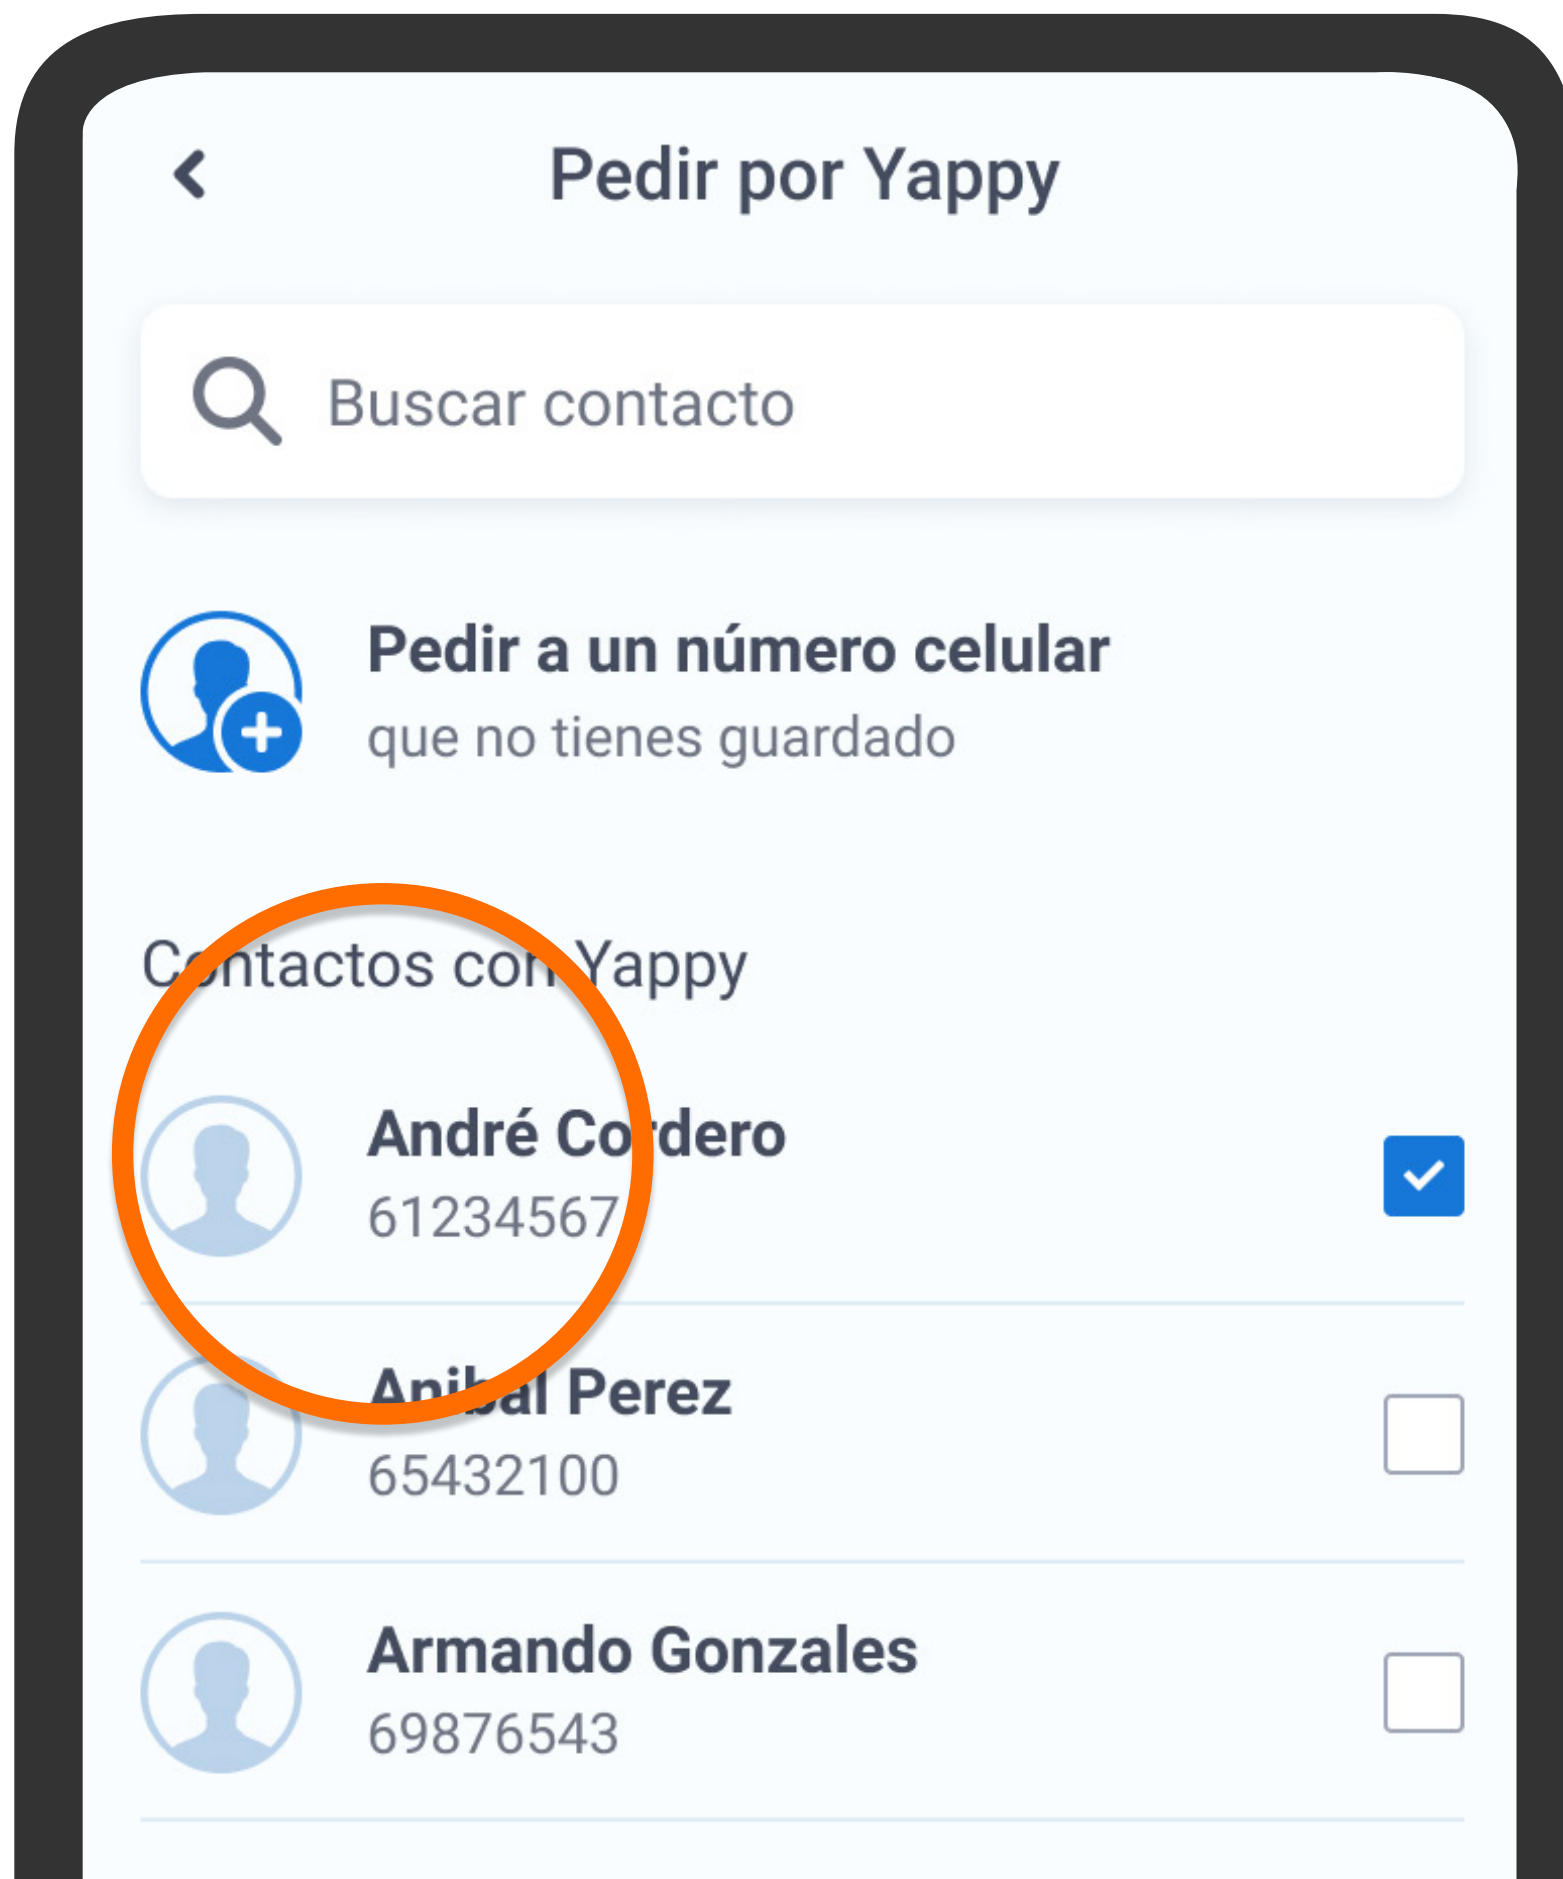 Pedir por Yappy
Buscar contacto
Pedir a un número celular
que no tienes guardado
Contactos con Yappy
André Cordero
61234567
Anibal Perez
65432100
Armando Gonzales
69876543